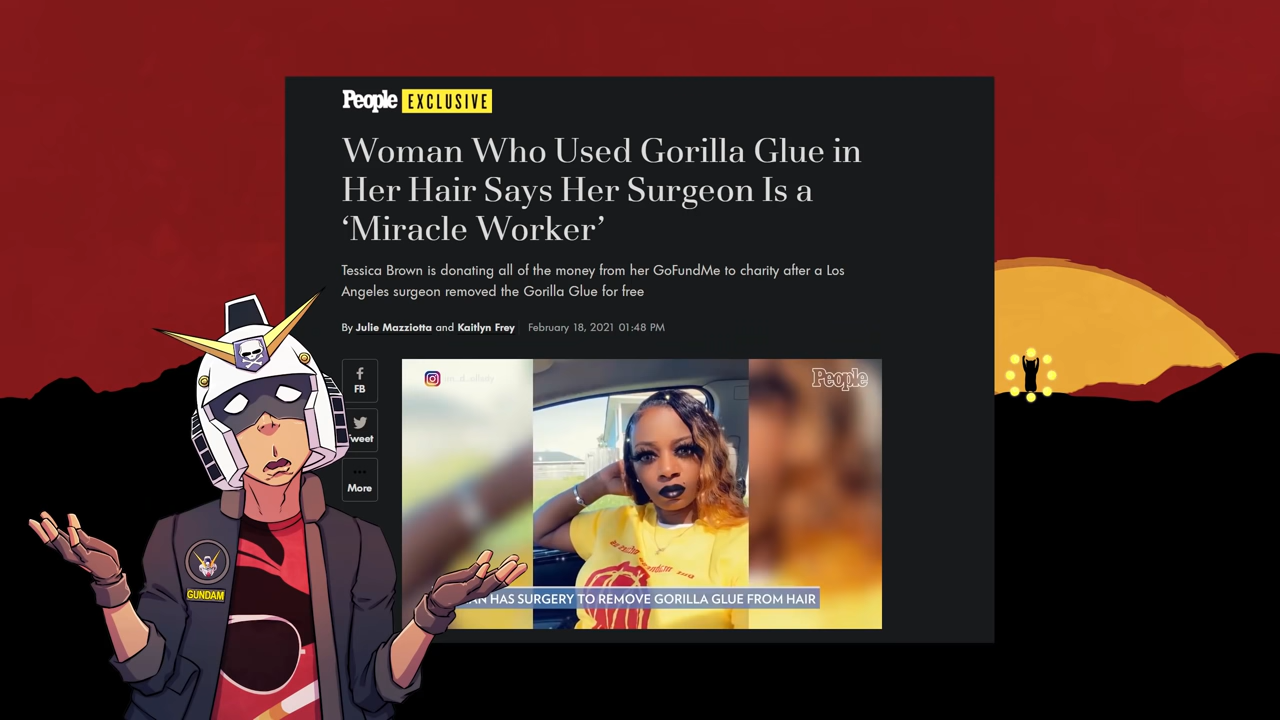 People EXCLUSIVE
Woman Who Used Gorilla Glue in
Her Hair Says Her Surgeon Is a
‘Miracle Worker’
Tessica Brown is donating all of the money from her GoFundMe to charity after a Los
Angeles surgeon removed the Gorilla Glue for free
By Julie Mazziotta and Kaitlyn Frey February 18, 2021 01:48 PM
FB
Tweet
More
People
HAS SURGERY TO REMOVE GORILLA GLUE FROM HAIR
GUNDAM